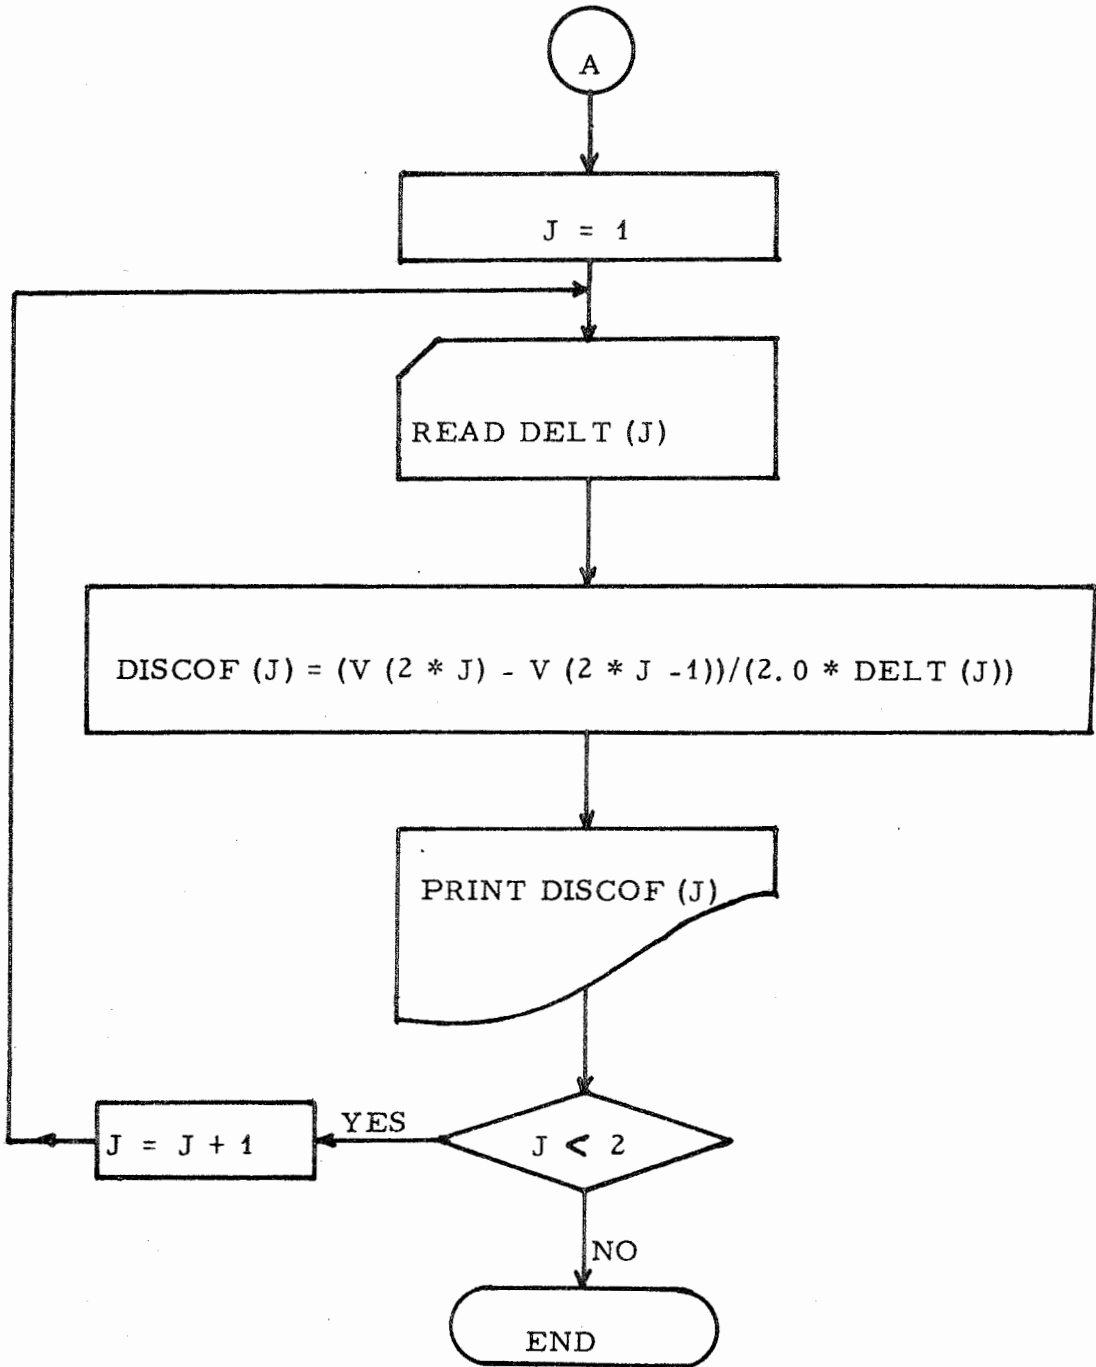 A
J = 1
READ DELT (J)
DISCOF (J) = (V (2 * J) - V (2 * J -1))/(2.0 * DELT (J))
PRINT DISCOF (J)
J < 2
YES
J = J + 1
NO
END